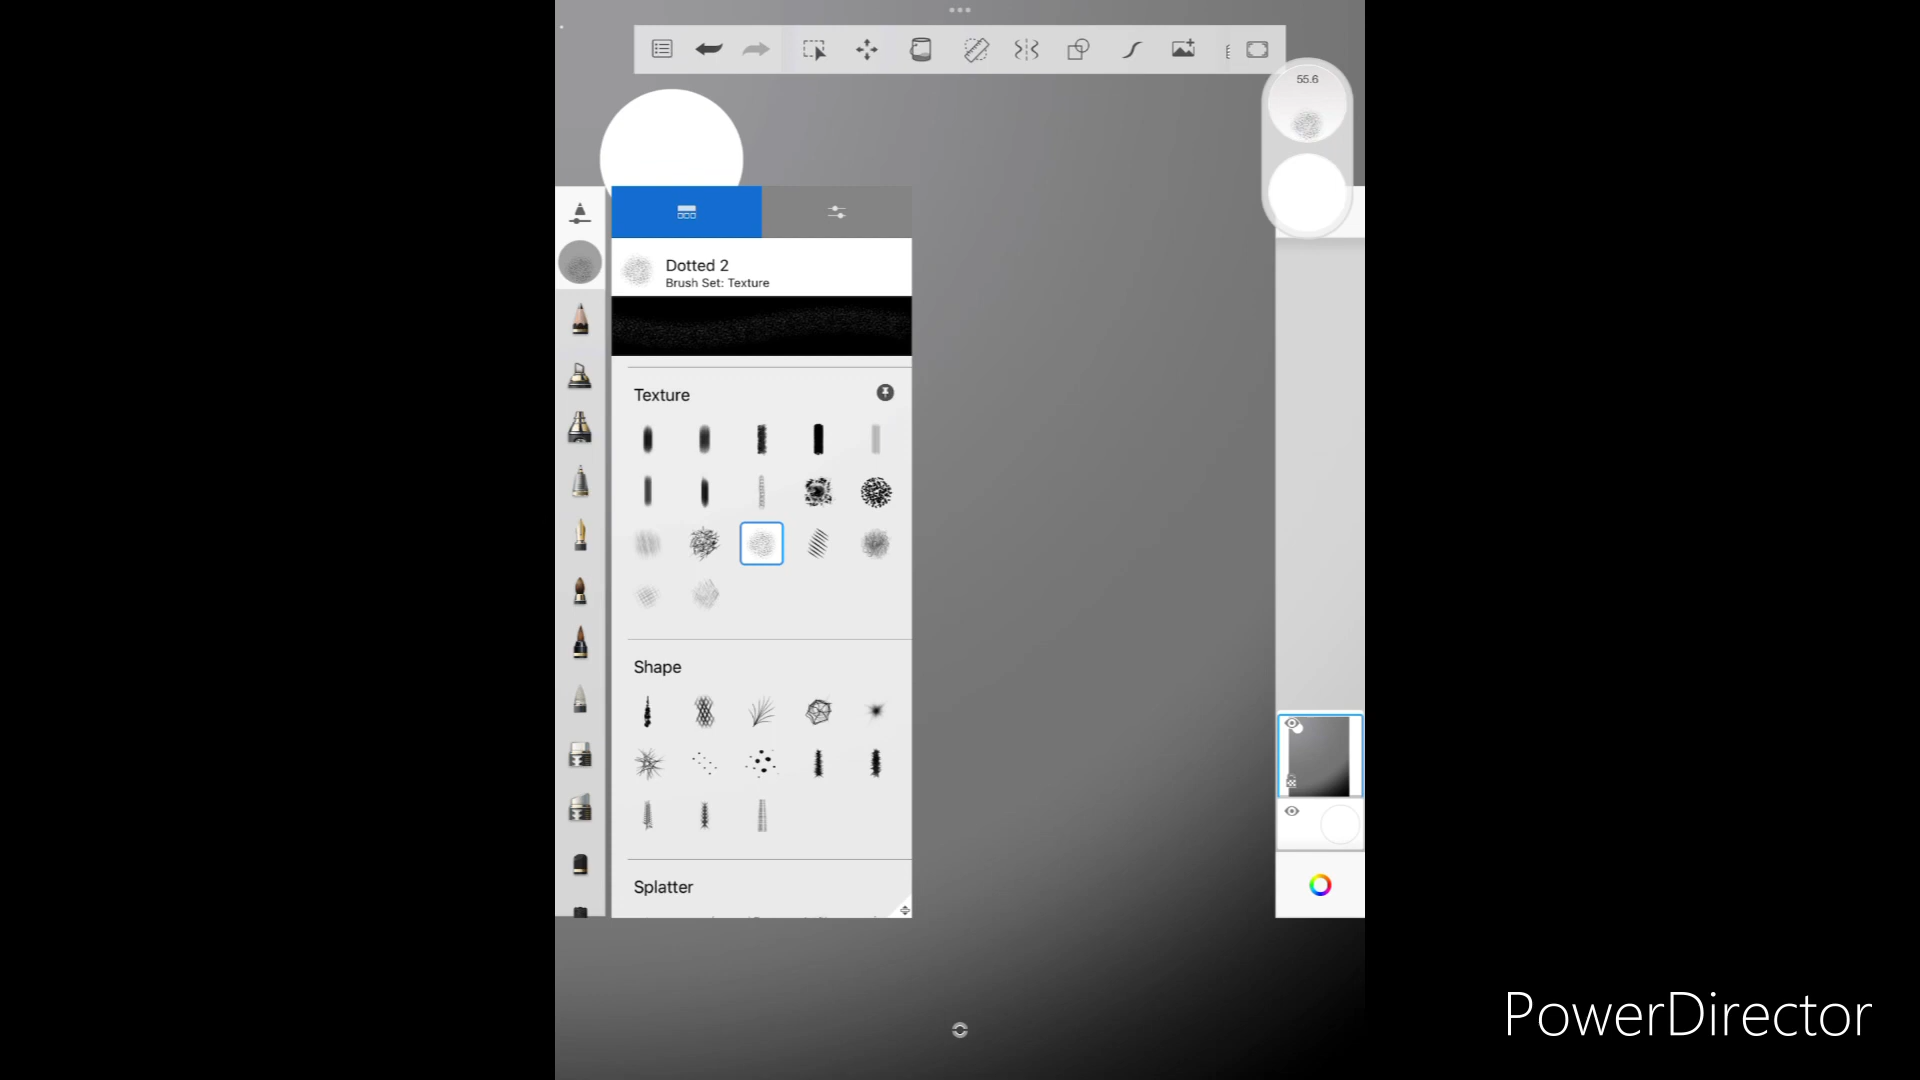 55.6
Dotted 2
Brush Set: Texture
Texture
Shape
Splatter
PowerDirector